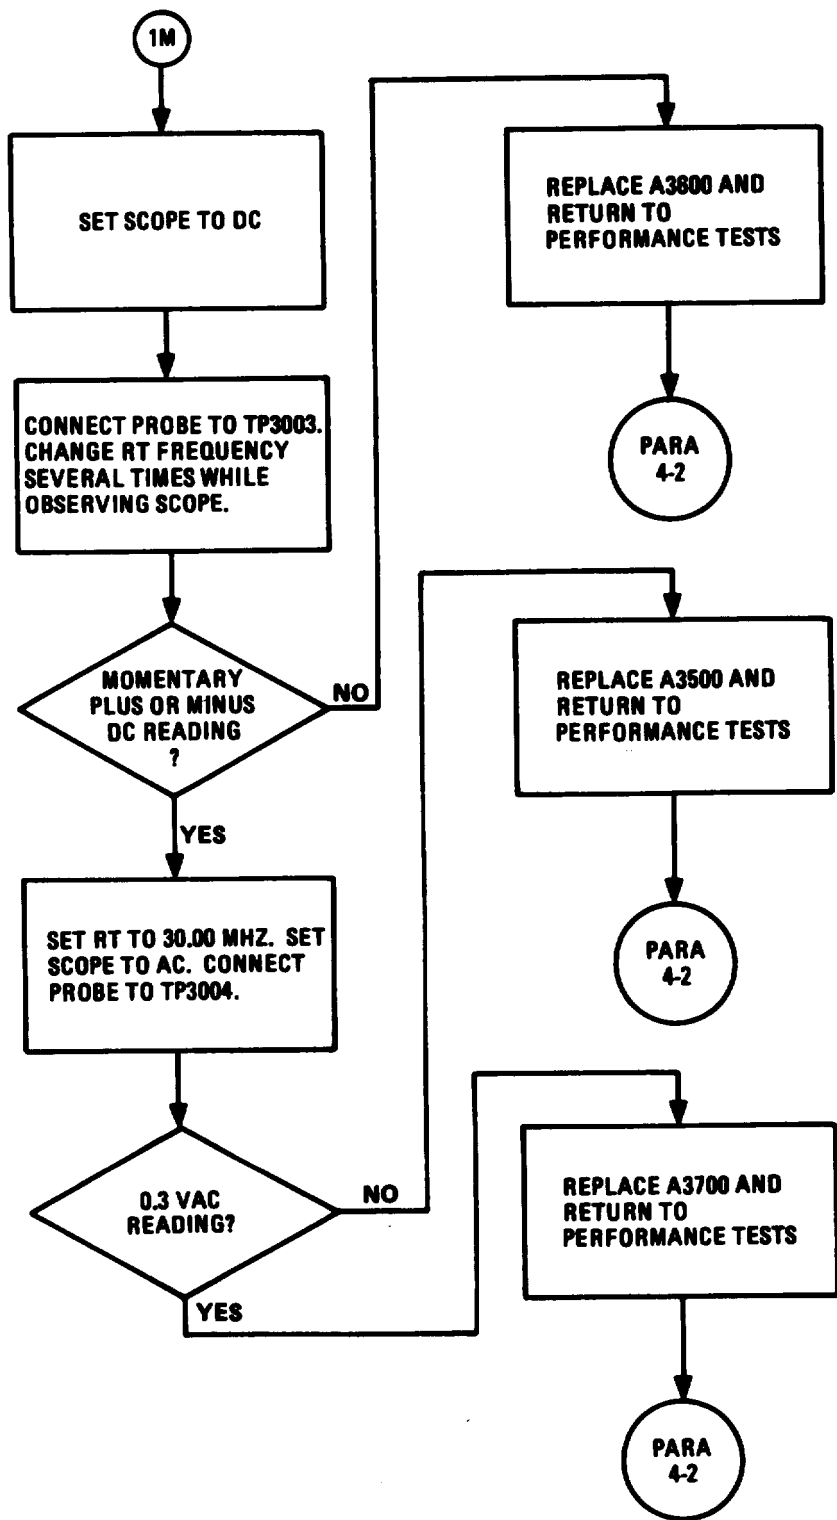 1M
SET SCOPE TO DC
CONNECT PROBE TO TP3003.
CHANGE RT FREQUENCY
SEVERAL TIMES WHILE
OBSERVING SCOPE.
MOMENTARY
PLUS OR MINUS
DC READING
?
NO
YES
REPLACE A3600 AND
RETURN TO
PERFORMANCE TESTS
PARA
4-2
SET RT TO 30.00 MHZ. SET
SCOPE TO AC. CONNECT
PROBE TO TP3004.
0.3 VAC
READING?
NO
YES
REPLACE A3500 AND
RETURN TO
PERFORMANCE TESTS
PARA
4-2
REPLACE A3700 AND
RETURN TO
PERFORMANCE TESTS
PARA
4-2